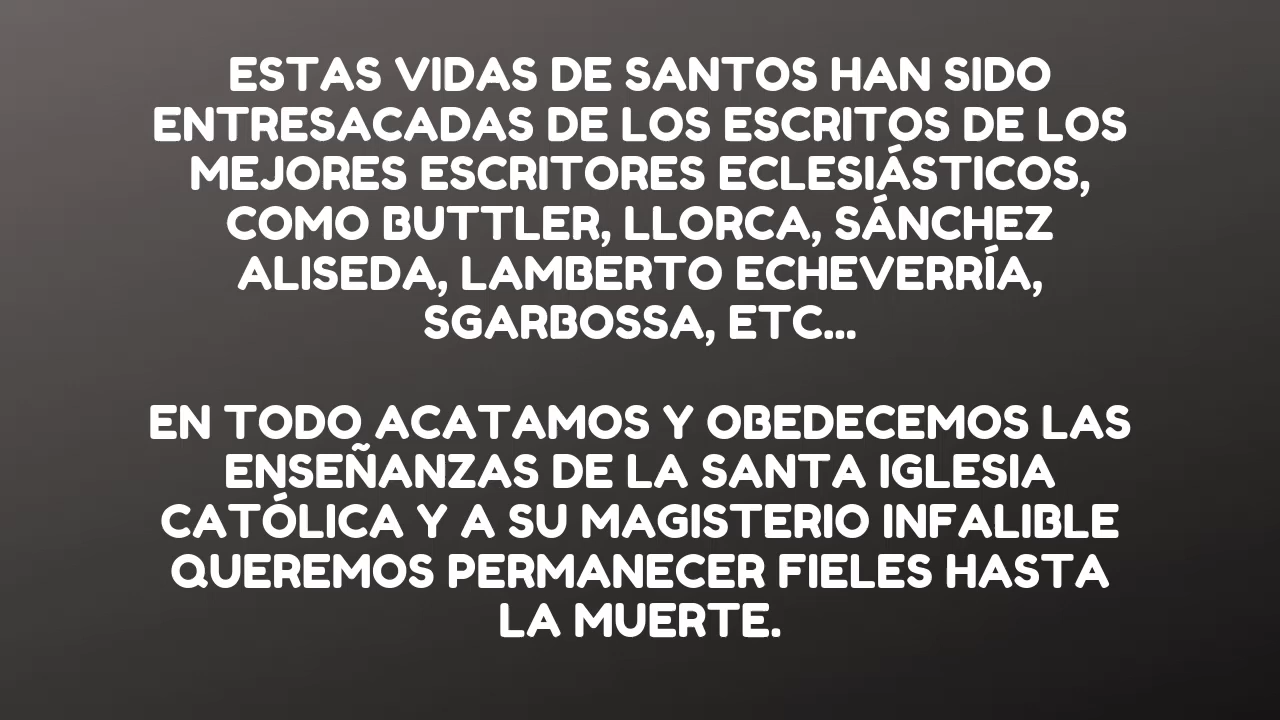 ESTAS VIDAS DE SANTOS HAN SIDO
ENTRESACADAS DE LOS ESCRITOS DE LOS
MEJORES ESCRITORES ECLESIÁSTICOS,
COMO BUTTLER, LLORCA, SÁNCHEZ
ALISEDA, LAMBERTO ECHEVERRÍA,
SGARBOSSA, ETC...
EN TODO ACATAMOS Y OBEDECEMOS LAS
ENSEÑANZAS DE LA SANTA IGLESIA
CATÓLICA Y A SU MAGISTERIO INFALIBLE
QUEREMOS PERMANECER FIELES HASTA
LA MUERTE.